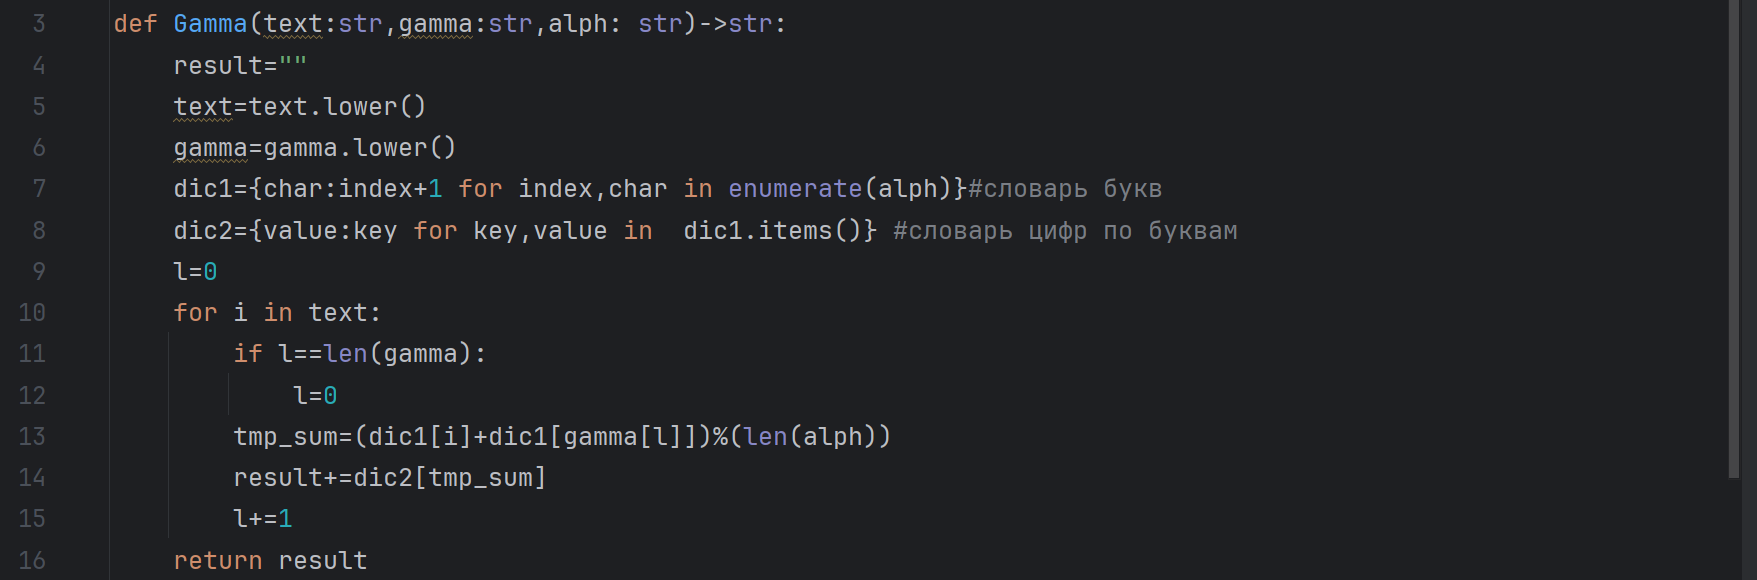 3 def Gamma(text:str,gamma:str,alph: str)->str:
4 result=""
5 text=text.lower()
6 gamma=gamma.lower()
7 dic1={char:index+1 for index,char in enumerate(alph)}#словарь букв
8 dic2={value:key for key,value in  dic1.items()} #словарь цифр по буквам
9 l=0
10 for i in text:
11 if l==len(gamma):
12 l=0
13 tmp_sum=(dic1[i]+dic1[gamma[l]])%(len(alph))
14 result+=dic2[tmp_sum]
15 l+=1
16 return result